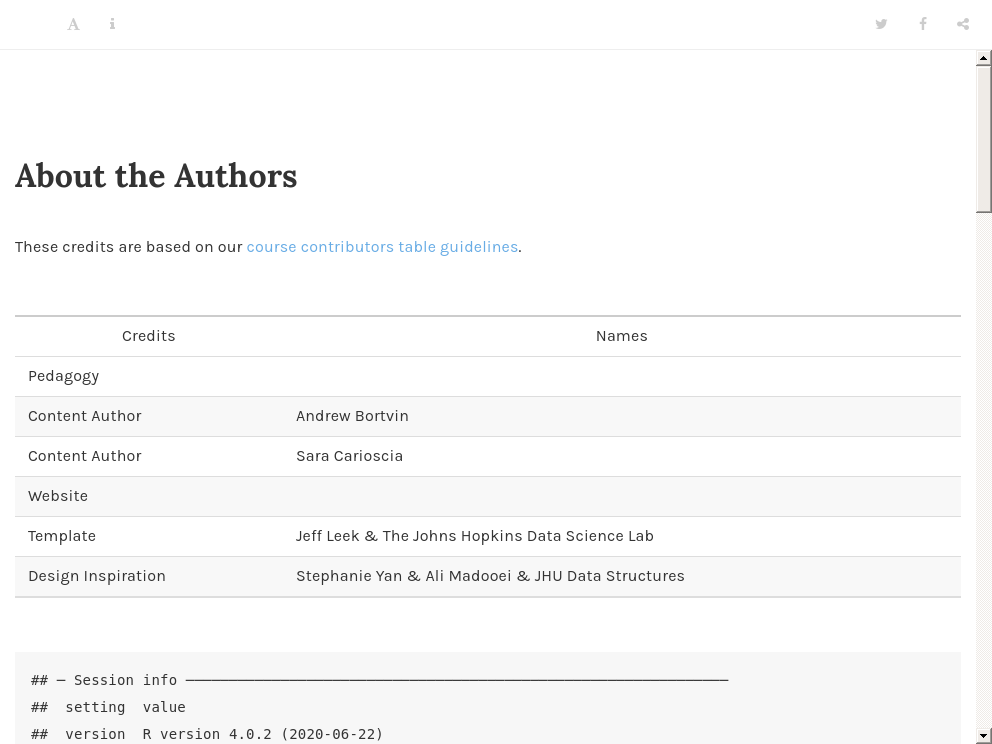 About the Authors
These credits are based on our course contributors table guidelines.
Credits Names
Pedagogy
Content Author Andrew Bortvin
Content Author Sara Carioscia
Website
Template Jeff Leek & The Johns Hopkins Data Science Lab
Design Inspiration Stephanie Yan & Ali Madooei & JHU Data Structures
## ─ Session info ───────────────────────────────────────────────────────────────
##  setting  value
##  version  R version 4.0.2 (2020-06-22)